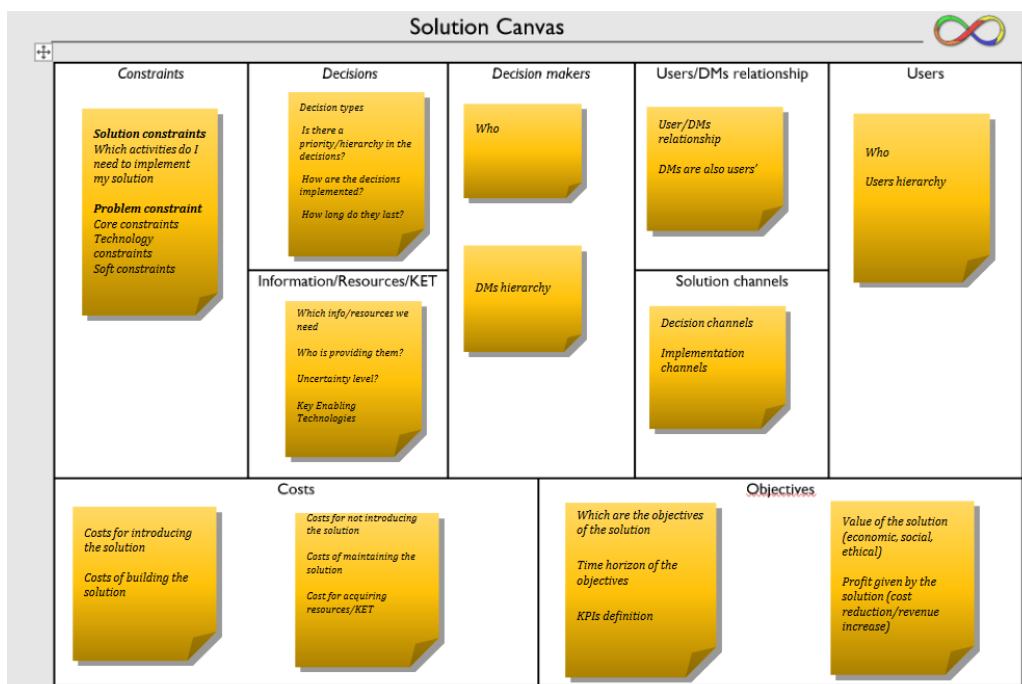 Solution Canvas
Constraints
Solution constraints
Which activities do I
need to implement
my solution
Problem constraint
Core constraints
Technology
constraints
Soft constraints
Decisions
Decision types
Is there a
priority/hierarchy in the
decisions?
How are the decisions
implemented?
How long do they last?
Information/Resources/KET
Which info/resources we
need
Who is providing them?
Uncertainty level?
Key Enabling
Technologies
Decision makers
Who
DMs hierarchy
Users/DMs relationship
User/DMs
relationship
DMs are also users'
Solution channels
Decision channels
Implementation
channels
Users
Who
Users hierarchy
Costs
Costs for introducing
the solution
Costs of building the
solution
Costs for not introducing
the solution
Costs of maintaining the
solution
Cost for acquiring
resources/KET
Objectives
Which are the objectives
of the solution
Time horizon of the
objectives
KPIs definition
Value of the solution
(economic, social,
ethical)
Profit given by the
solution (cost
reduction/revenue
increase)